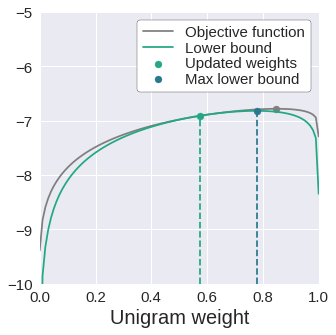 −5
−6
−7
−8
−9
−10
Objective function
Lower bound
Updated weights
Max lower bound
0.0 0.2 0.4 0.6 0.8 1.0
Unigram weight